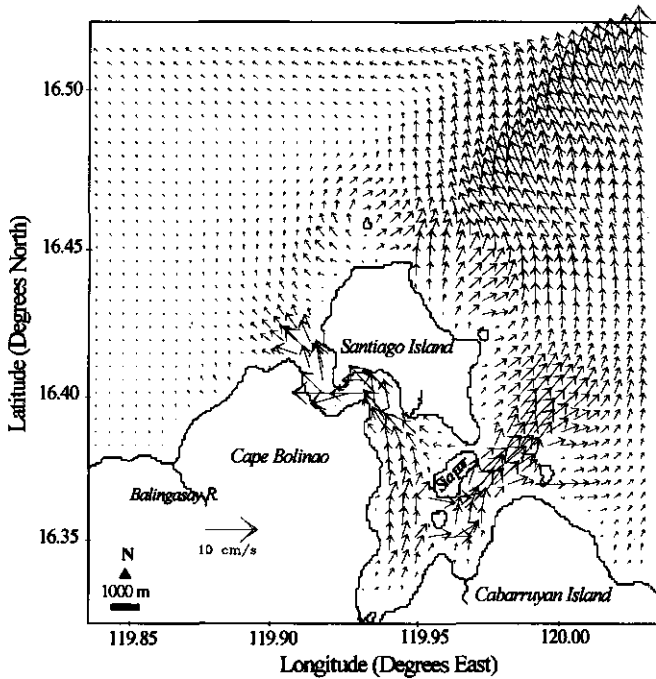 16.50
16.45
16.40
16.35
Latitude (Degrees North)
Santiago Island
Cape Bolinao
Siapar
Balingasay R.
10 cm/s
N
1000 m
Cabarruyan Island
119.85
119.90
119.95
120.00
Longitude (Degrees East)